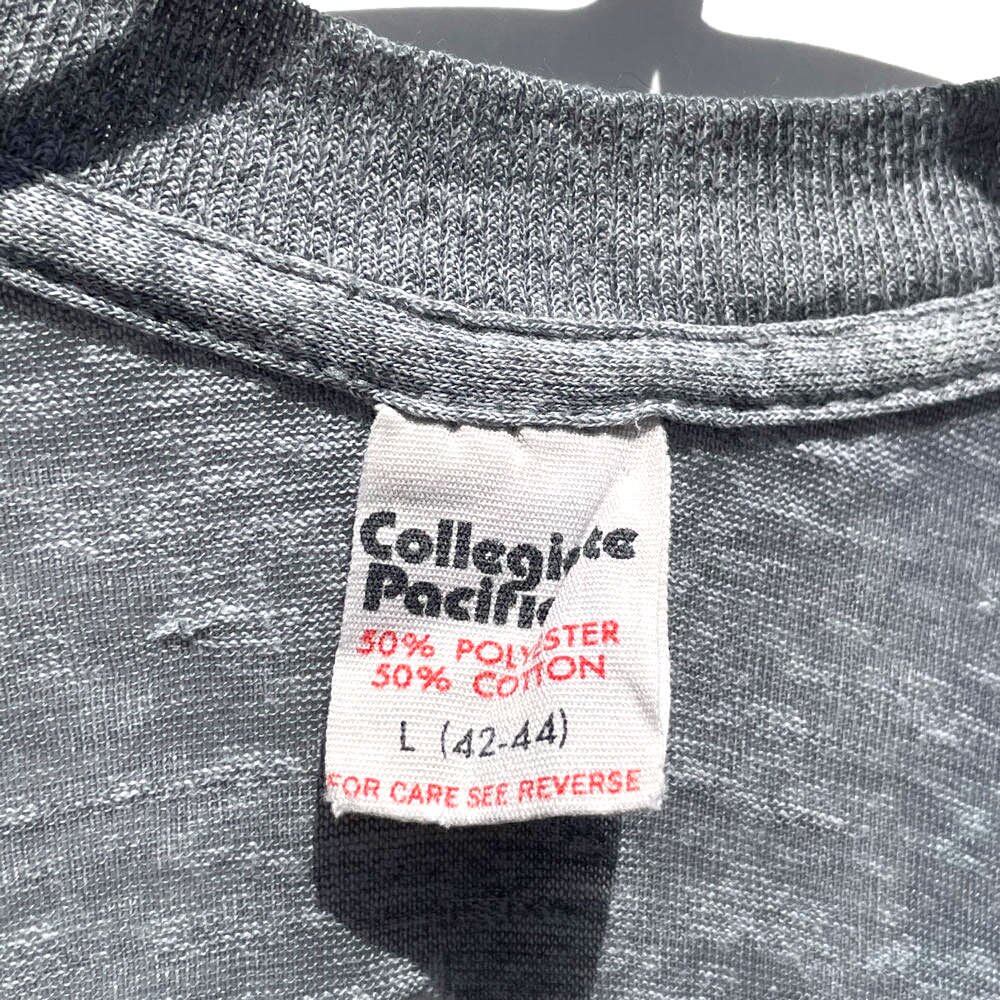 Collegiate
Pacific
50% POLYESTER
50% COTTON
L (42-44)
FOR CARE SEE REVERSE